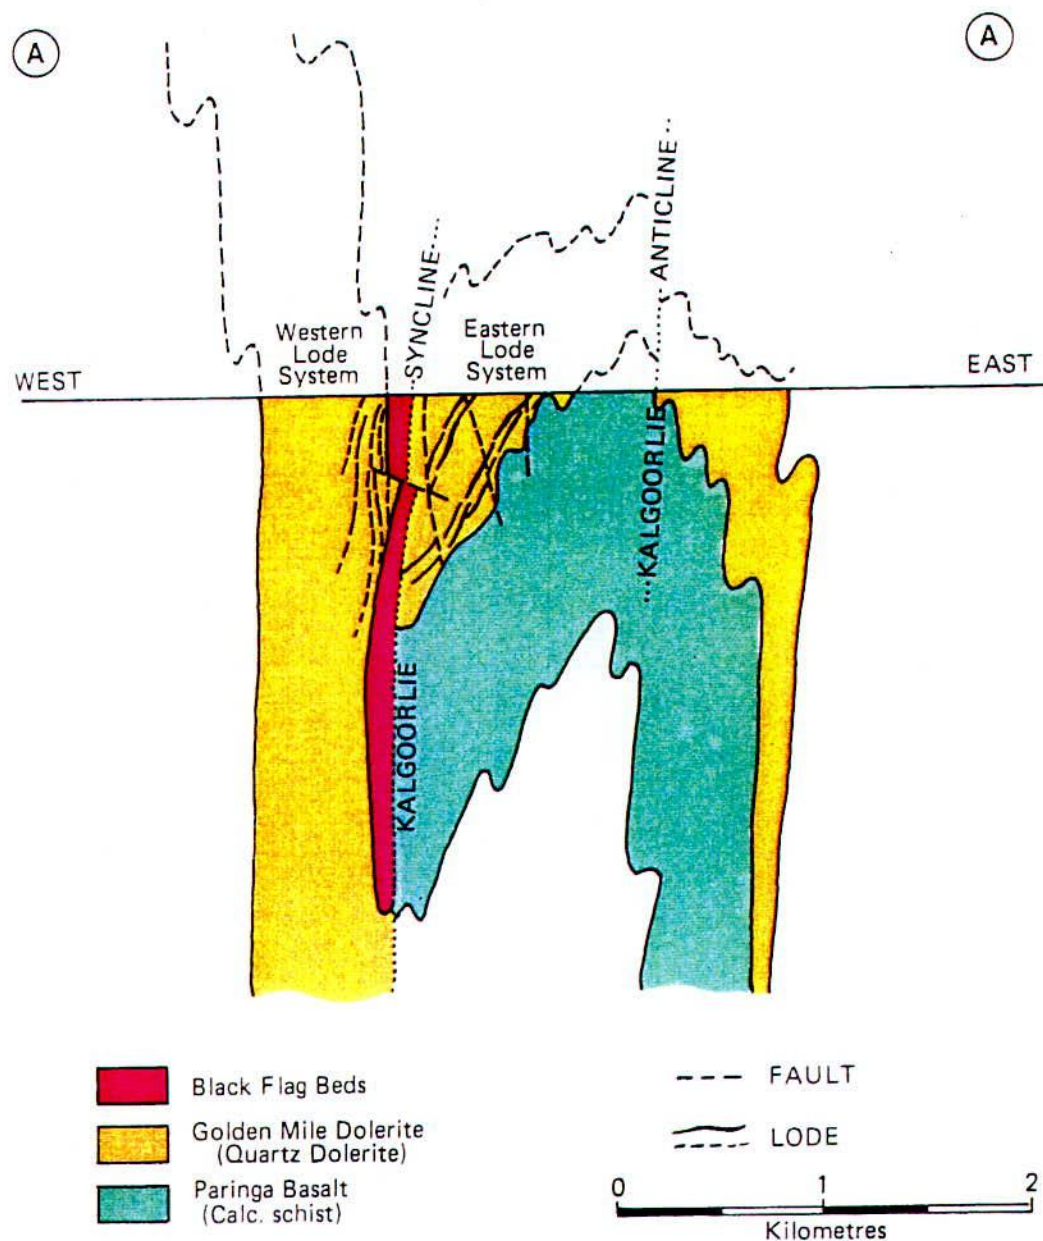 A
A
SYNCLINE
ANTICLINE
Western
Lode
System
Eastern
Lode
System
WEST
EAST
KALGOORLIE
KALGOORLIE
Black Flag Beds
Golden Mile Dolerite
(Quartz Dolerite)
Paringa Basalt
(Calc. schist)
FAULT
LODE
0
1
2
Kilometres